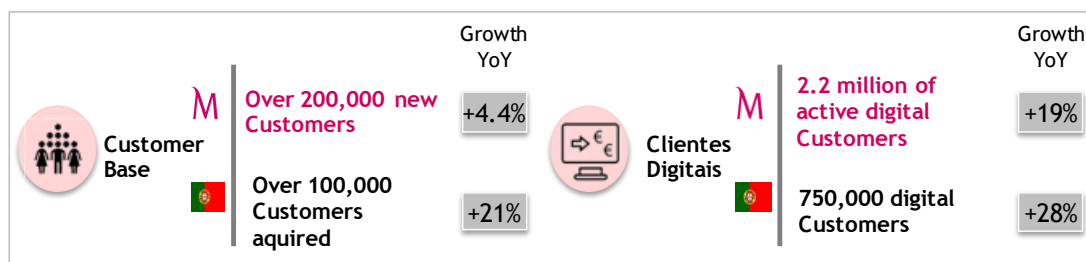 Growth
YoY
Customer
Base
M
Over 200,000 new
Customers
+4.4%
Over 100,000
Customers
aquired
+21%
Growth
YoY
Clientes
Digitais
M
2.2 million of
active digital
Customers
+19%
750,000 digital
Customers
+28%